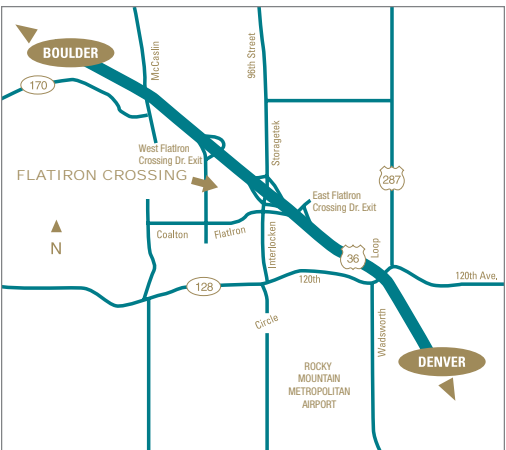 BOULDER
McCaslin
96th Street
170
Storagetek
West FlatIron
Crossing Dr. Exit
FLATIRON CROSSING
287
East FlatIron
Crossing Dr. Exit
Coalton
FlatIron
Interlocken
Loop
N
36
120th
120th Ave,
128
Circle
Wadsworth
DENVER
ROCKY
MOUNTAIN
METROPOLITAN
AIRPORT